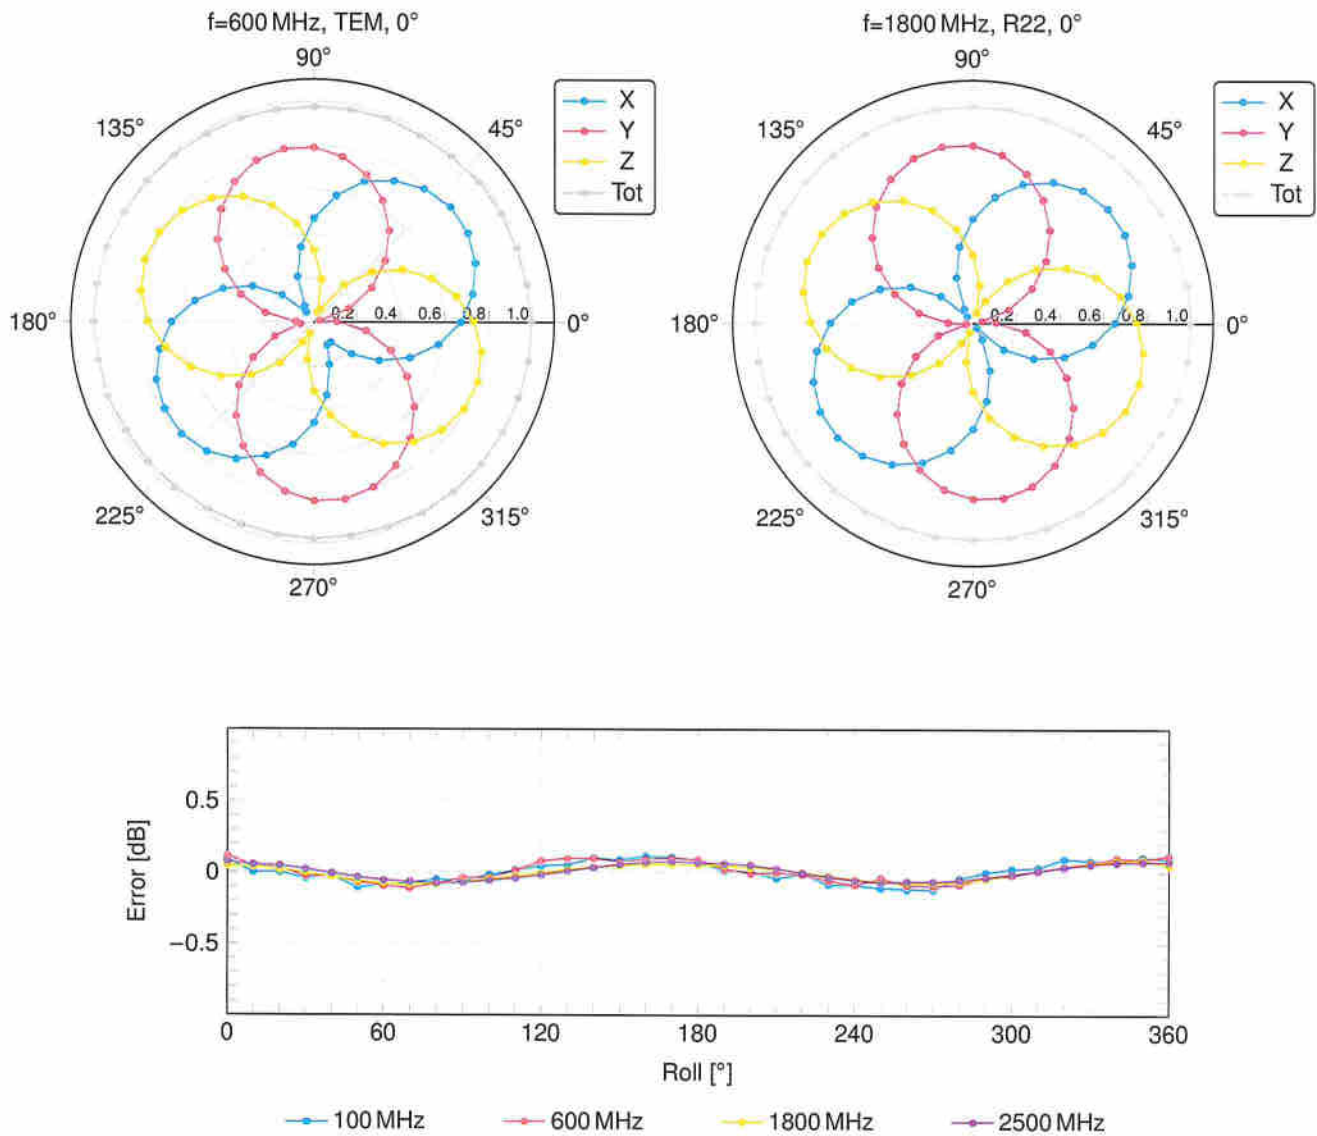 f=600 MHz, TEM, 0°
90°
135°
45°
180°
0.2 0.4 0.6 0.8 1.0
0°
225°
315°
270°
X
Y
Z
Tot
f=1800 MHz, R22, 0°
90°
135°
45°
180°
0.2 0.4 0.6 0.8 1.0
0°
225°
315°
270°
X
Y
Z
Tot
Error [dB]
0.5
0
−0.5
0 60 120 180 240 300 360
Roll [°]
100 MHz 600 MHz 1800 MHz 2500 MHz